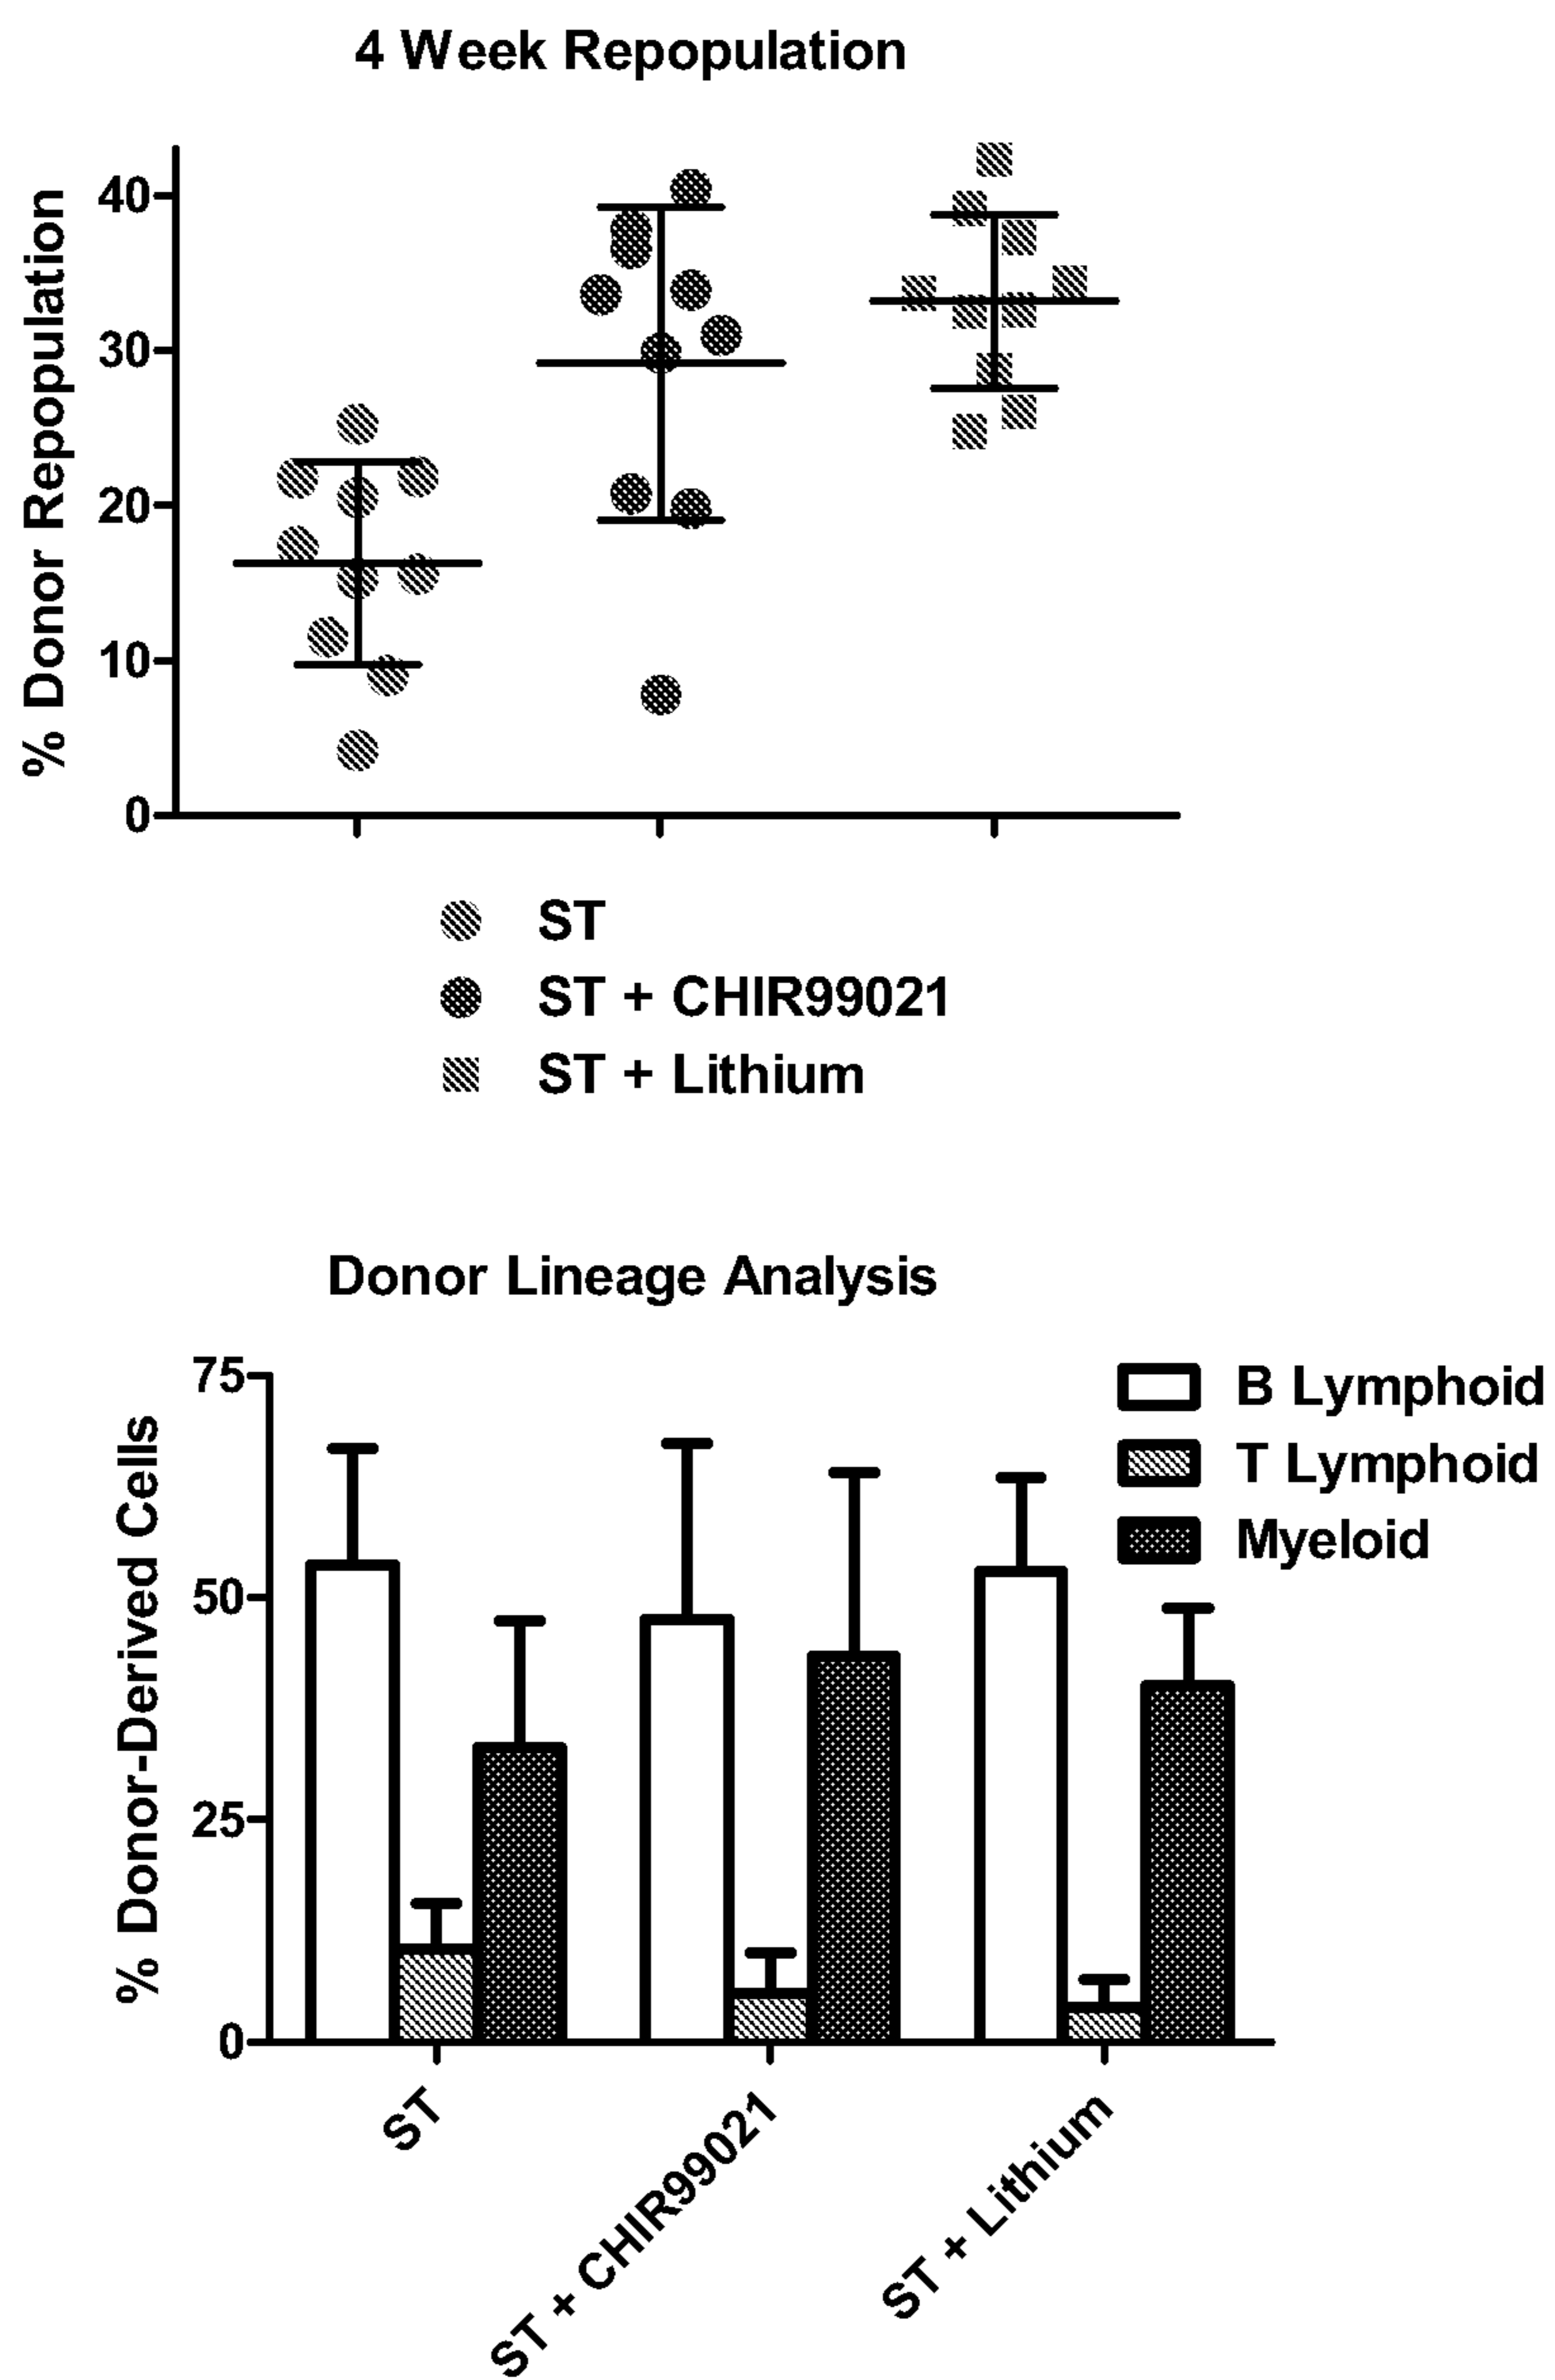 4 Week Repopulation
% Donor Repopulation
40
30
20
10
0
ST
ST + CHIR99021
ST + Lithium
Donor Lineage Analysis
% Donor-Derived Cells
75
50
25
0
B Lymphoid
T Lymphoid
Myeloid
ST
ST + CHIR99021
ST + Lithium